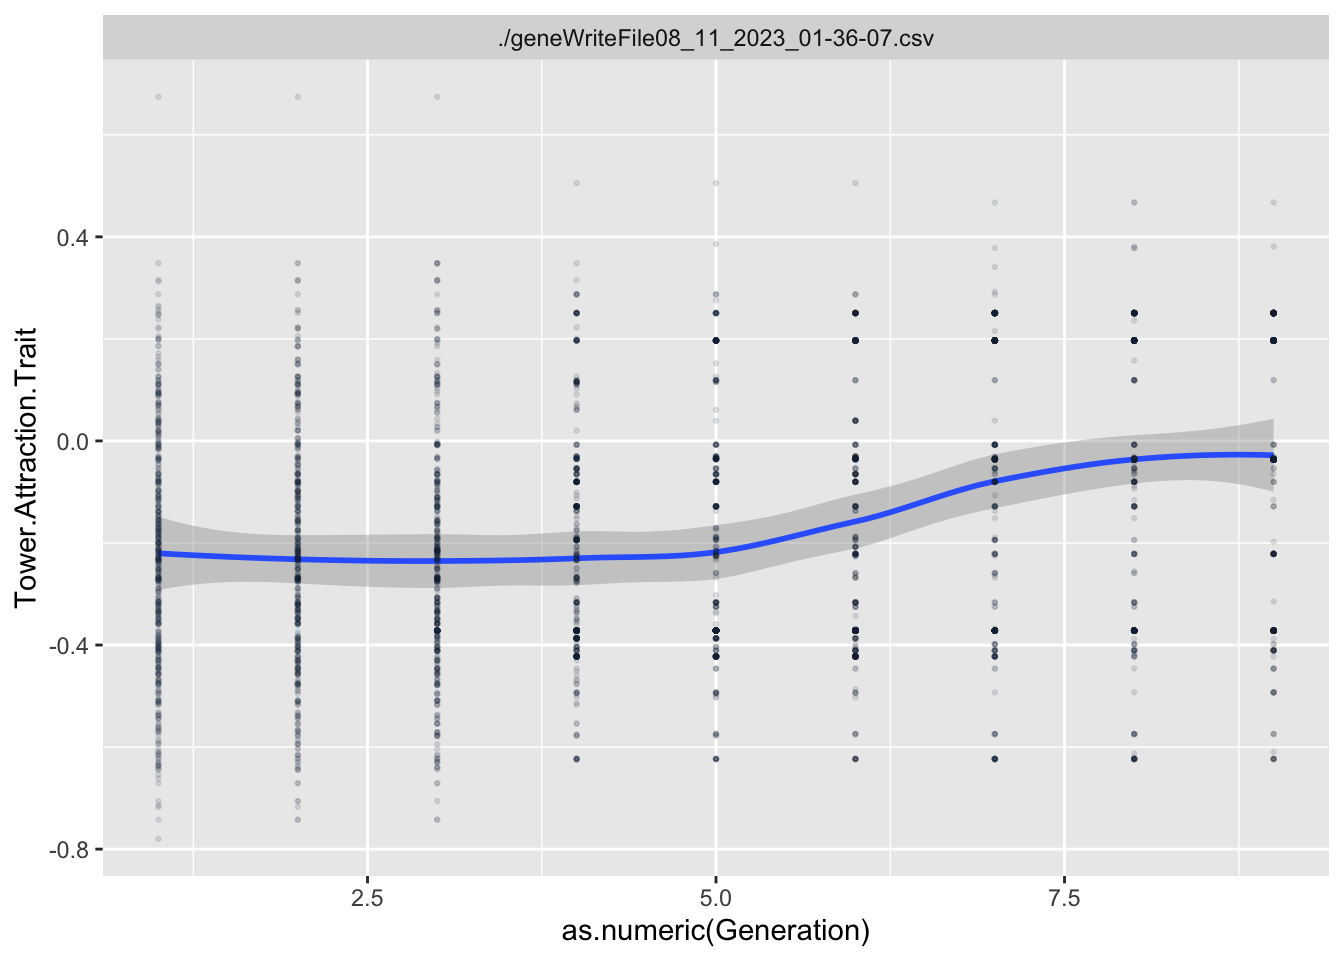 ./geneWriteFile08_11_2023_01-36-07.csv
Tower.Attraction.Trait
0.4
0.0
-0.4
-0.8
2.5
5.0
7.5
as.numeric(Generation)